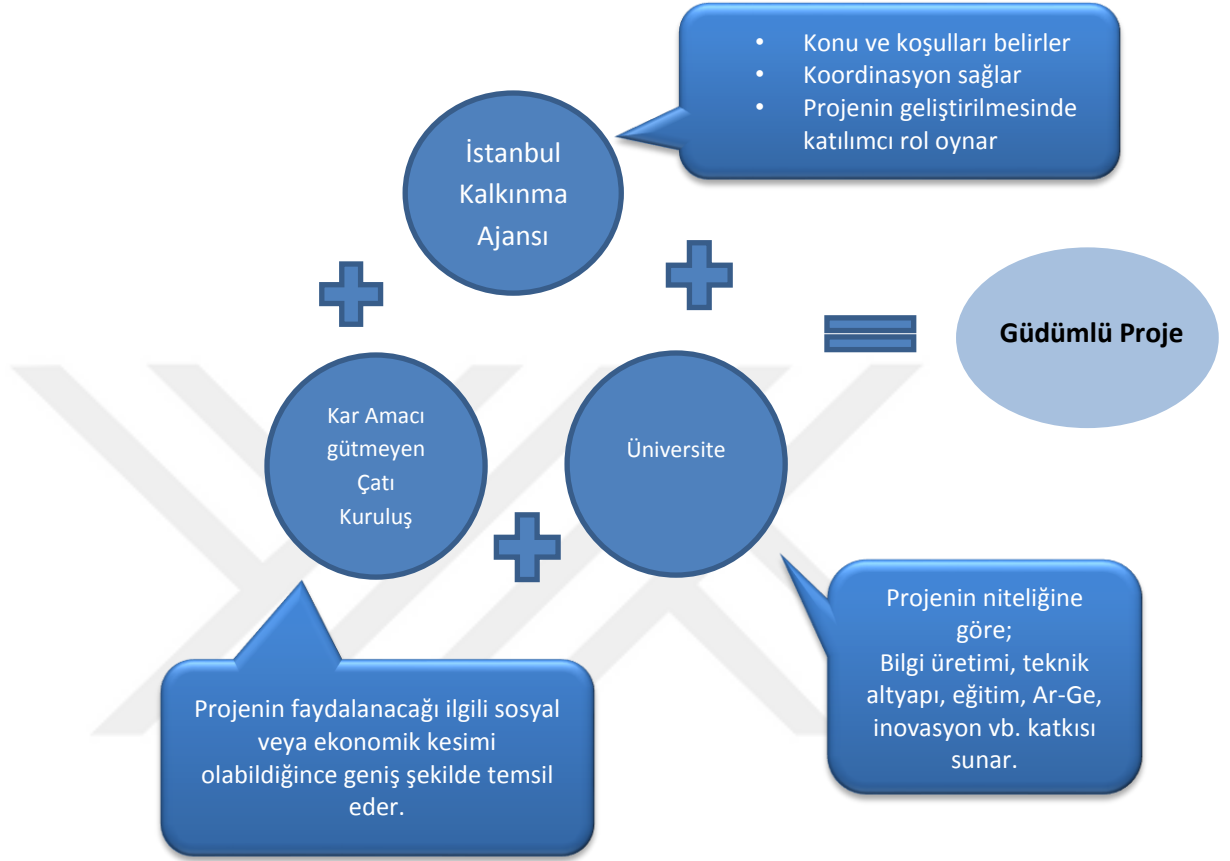 • Konu ve koşulları belirler
• Koordinasyon sağlar
• Projenin geliştirilmesinde
katılımcı rol oynar
İstanbul
Kalkınma
Ajansı
Güdümlü Proje
Kar Amacı
gütmeyen
Çatı
Kuruluş
Üniversite
Projenin niteliğine
göre;
Bilgi üretimi, teknik
altyapı, eğitim, Ar-Ge,
inovasyon vb. katkısı
sunar.
Projenin faydalanacağı ilgili sosyal
veya ekonomik kesimi
olabildiğince geniş şekilde temsil
eder.